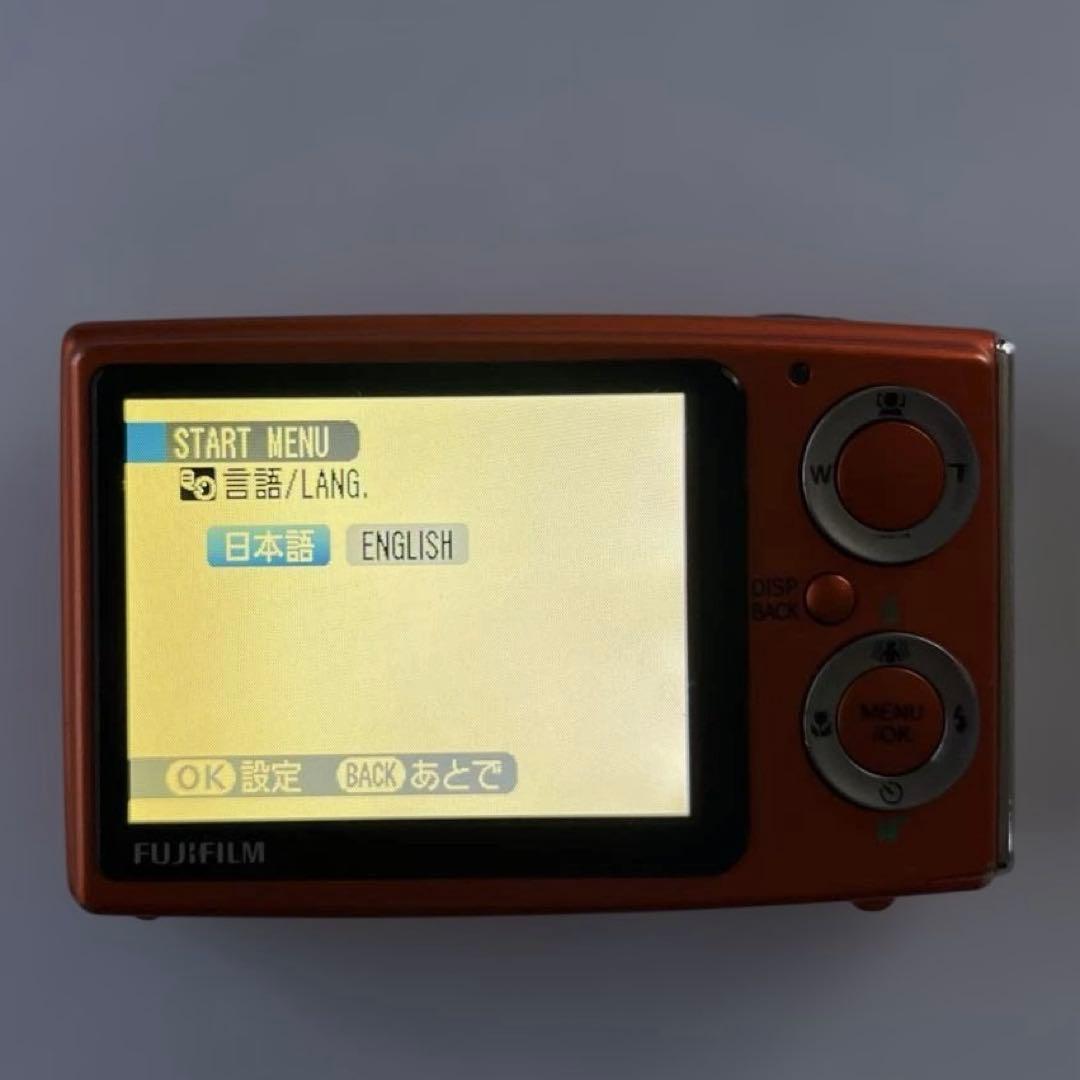 START MENU
言語/LANG.
日本語 ENGLISH
OK 設定 BACK あとで
FUJIFILM
W T
DISP
BACK
MENU
/OK